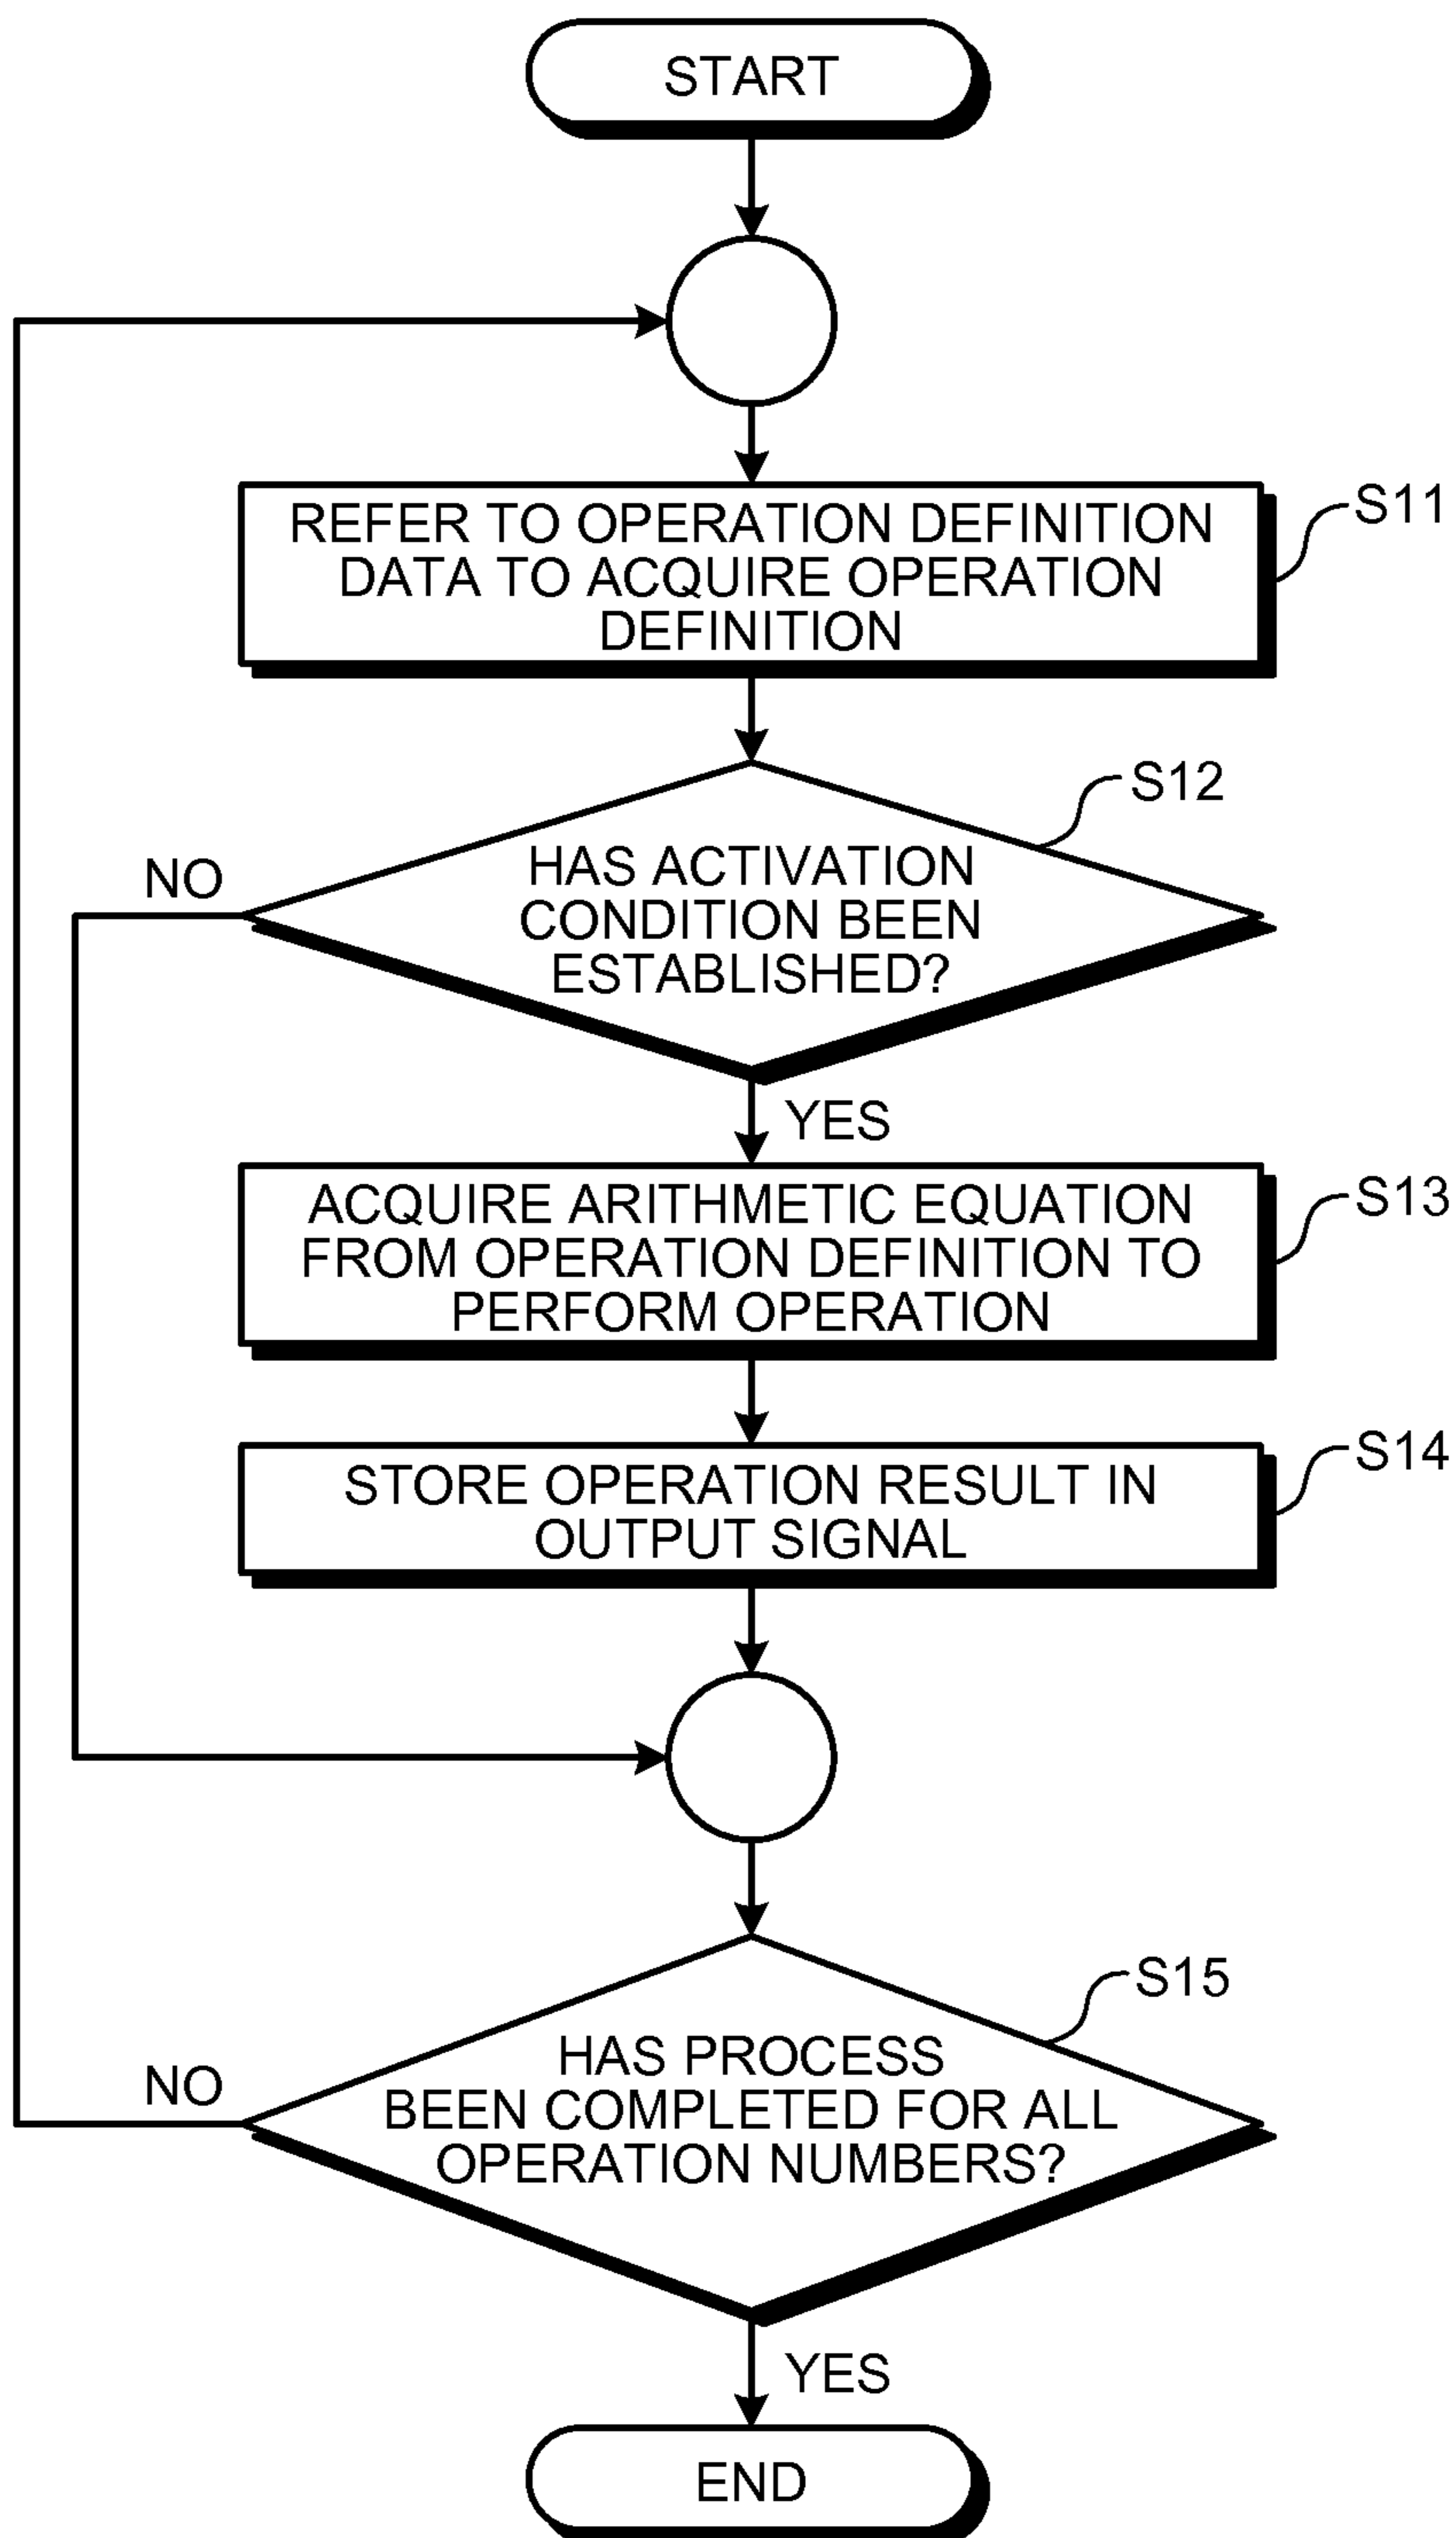 START
REFER TO OPERATION DEFINITION
DATA TO ACQUIRE OPERATION
DEFINITION
S11
S12
NO
HAS ACTIVATION
CONDITION BEEN
ESTABLISHED?
YES
ACQUIRE ARITHMETIC EQUATION
FROM OPERATION DEFINITION TO
PERFORM OPERATION
S13
STORE OPERATION RESULT IN
OUTPUT SIGNAL
S14
S15
NO
HAS PROCESS
BEEN COMPLETED FOR ALL
OPERATION NUMBERS?
YES
END